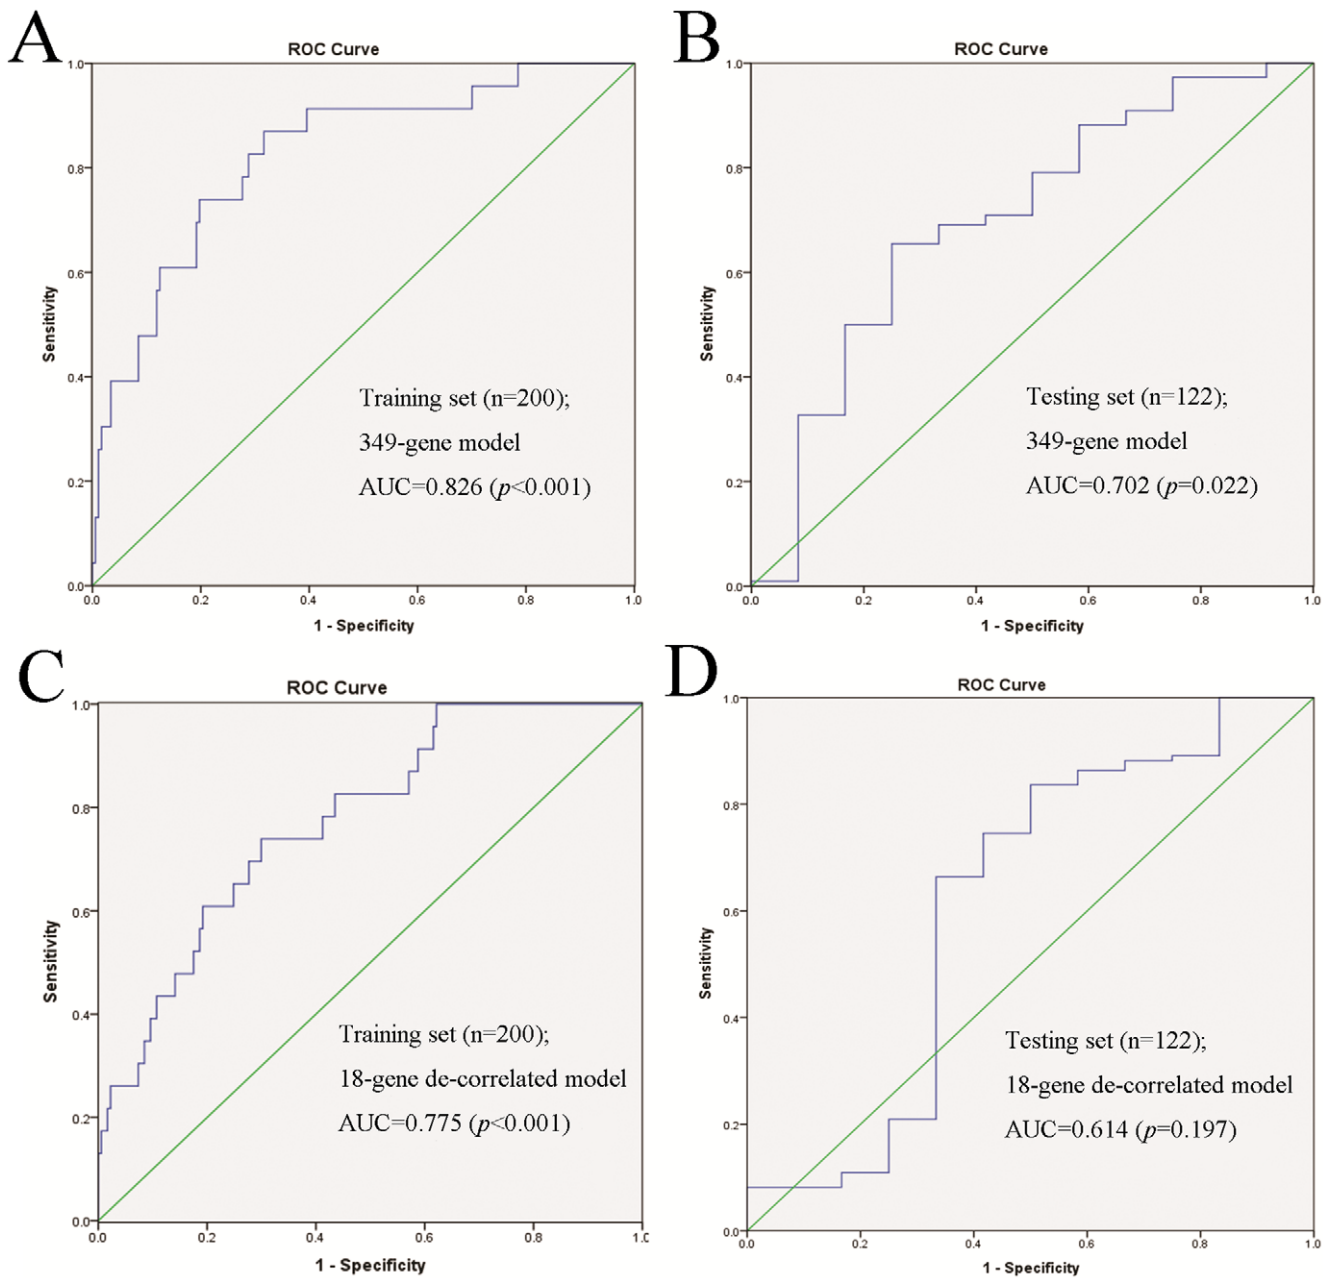 A
ROC Curve
1.0
0.8
0.6
0.4
0.2
0.0
Sensitivity
Training set (n=200);
349-gene model
AUC=0.826 (p<0.001)
0.0 0.2 0.4 0.6 0.8 1.0
1 - Specificity
B
ROC Curve
1.0
0.8
0.6
0.4
0.2
0.0
Sensitivity
Testing set (n=122);
349-gene model
AUC=0.702 (p=0.022)
0.0 0.2 0.4 0.6 0.8 1.0
1 - Specificity
C
ROC Curve
1.0
0.8
0.6
0.4
0.2
0.0
Sensitivity
Training set (n=200);
18-gene de-correlated model
AUC=0.775 (p<0.001)
0.0 0.2 0.4 0.6 0.8 1.0
1 - Specificity
D
ROC Curve
1.0
0.8
0.6
0.4
0.2
0.0
Sensitivity
Testing set (n=122);
18-gene de-correlated model
AUC=0.614 (p=0.197)
0.0 0.2 0.4 0.6 0.8 1.0
1 - Specificity